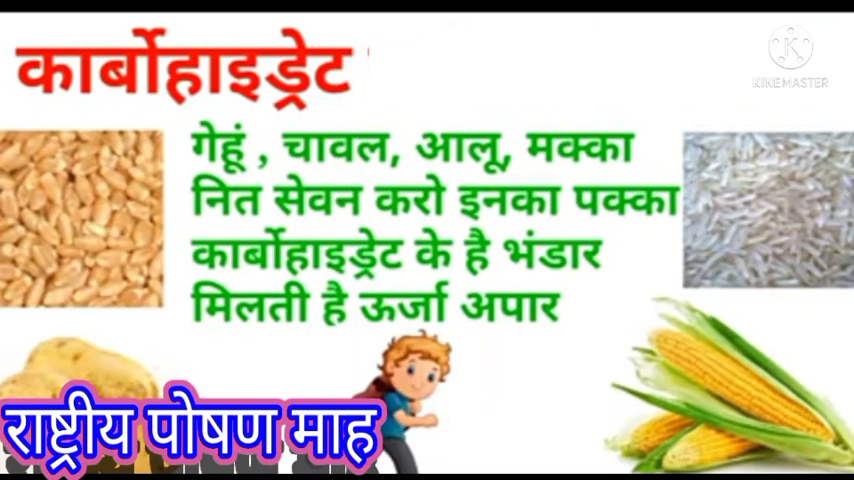 कार्बोहाइड्रेट
KINEMASTER
गेहूं , चावल, आलू, मक्का
नित सेवन करो इनका पक्का
कार्बोहाइड्रेट के है भंडार
मिलती है ऊर्जा अपार
राष्ट्रीय पोषण माह